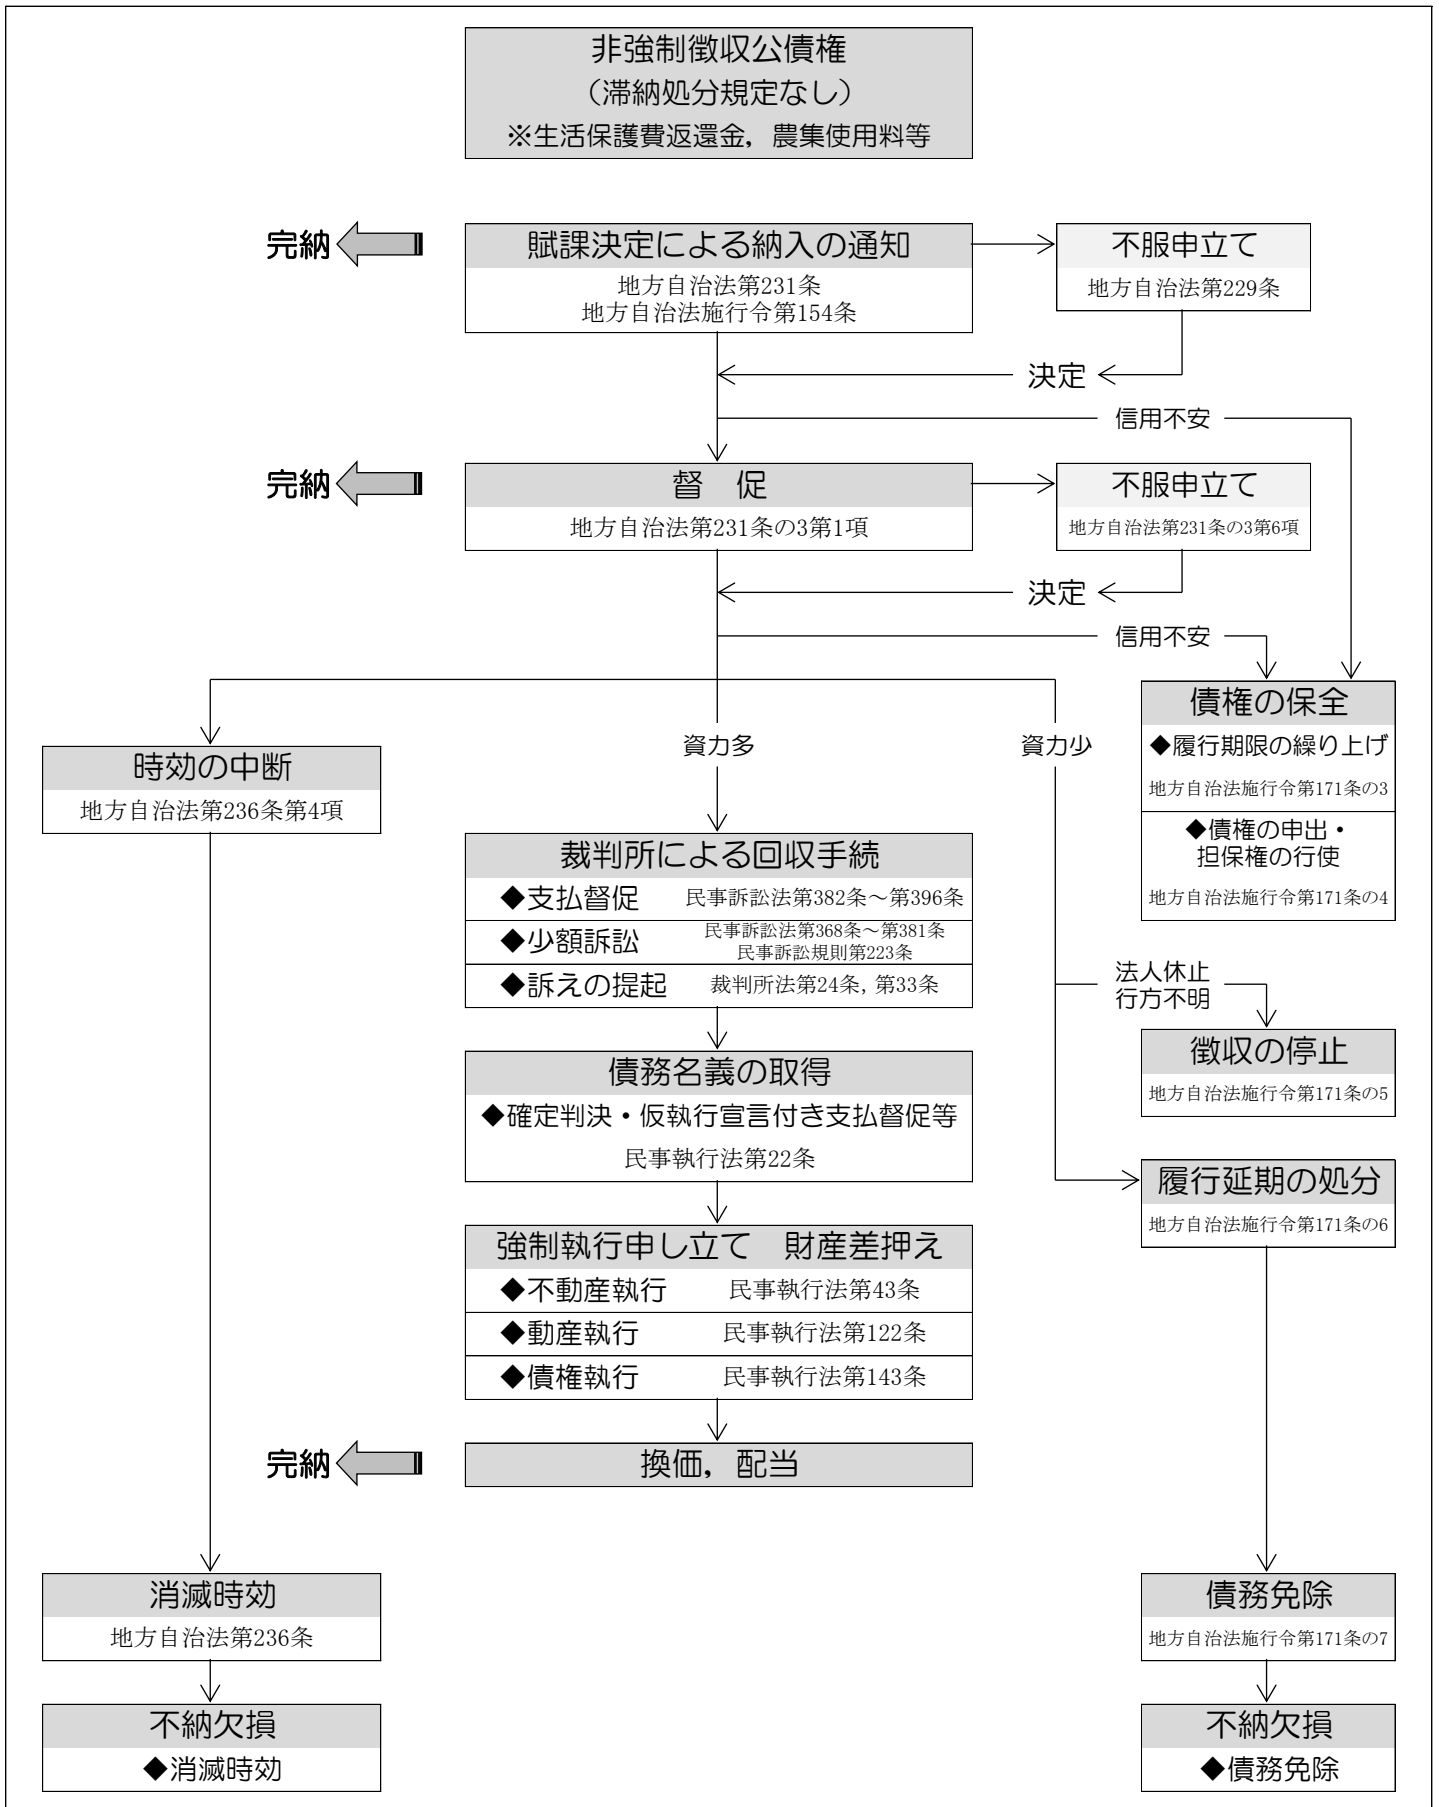 非強制徴収公債権
（滞納処分規定なし）
※生活保護費返還金，農集使用料等
完納
賦課決定による納入の通知
地方自治法第231条
地方自治法施行令第154条
不服申立て
地方自治法第229条
決定
信用不安
完納
督　促
地方自治法第231条の3第1項
不服申立て
地方自治法第231条の3第6項
決定
信用不安
債権の保全
◆履行期限の繰り上げ
地方自治法施行令第171条の3
◆債権の申出・
担保権の行使
地方自治法施行令第171条の4
時効の中断
地方自治法第236条第4項
資力多
資力少
裁判所による回収手続
◆支払督促　民事訴訟法第382条～第396条
◆少額訴訟　民事訴訟法第368条～第381条
民事訴訟規則第223条
◆訴えの提起　裁判所法第24条，第33条
法人休止
行方不明
徴収の停止
地方自治法施行令第171条の5
債務名義の取得
◆確定判決・仮執行宣言付き支払督促等
民事執行法第22条
履行延期の処分
地方自治法施行令第171条の6
強制執行申し立て　財産差押え
◆不動産執行　民事執行法第43条
◆動産執行　民事執行法第122条
◆債権執行　民事執行法第143条
完納
換価，配当
消滅時効
地方自治法第236条
債務免除
地方自治法施行令第171条の7
不納欠損
◆消滅時効
不納欠損
◆債務免除